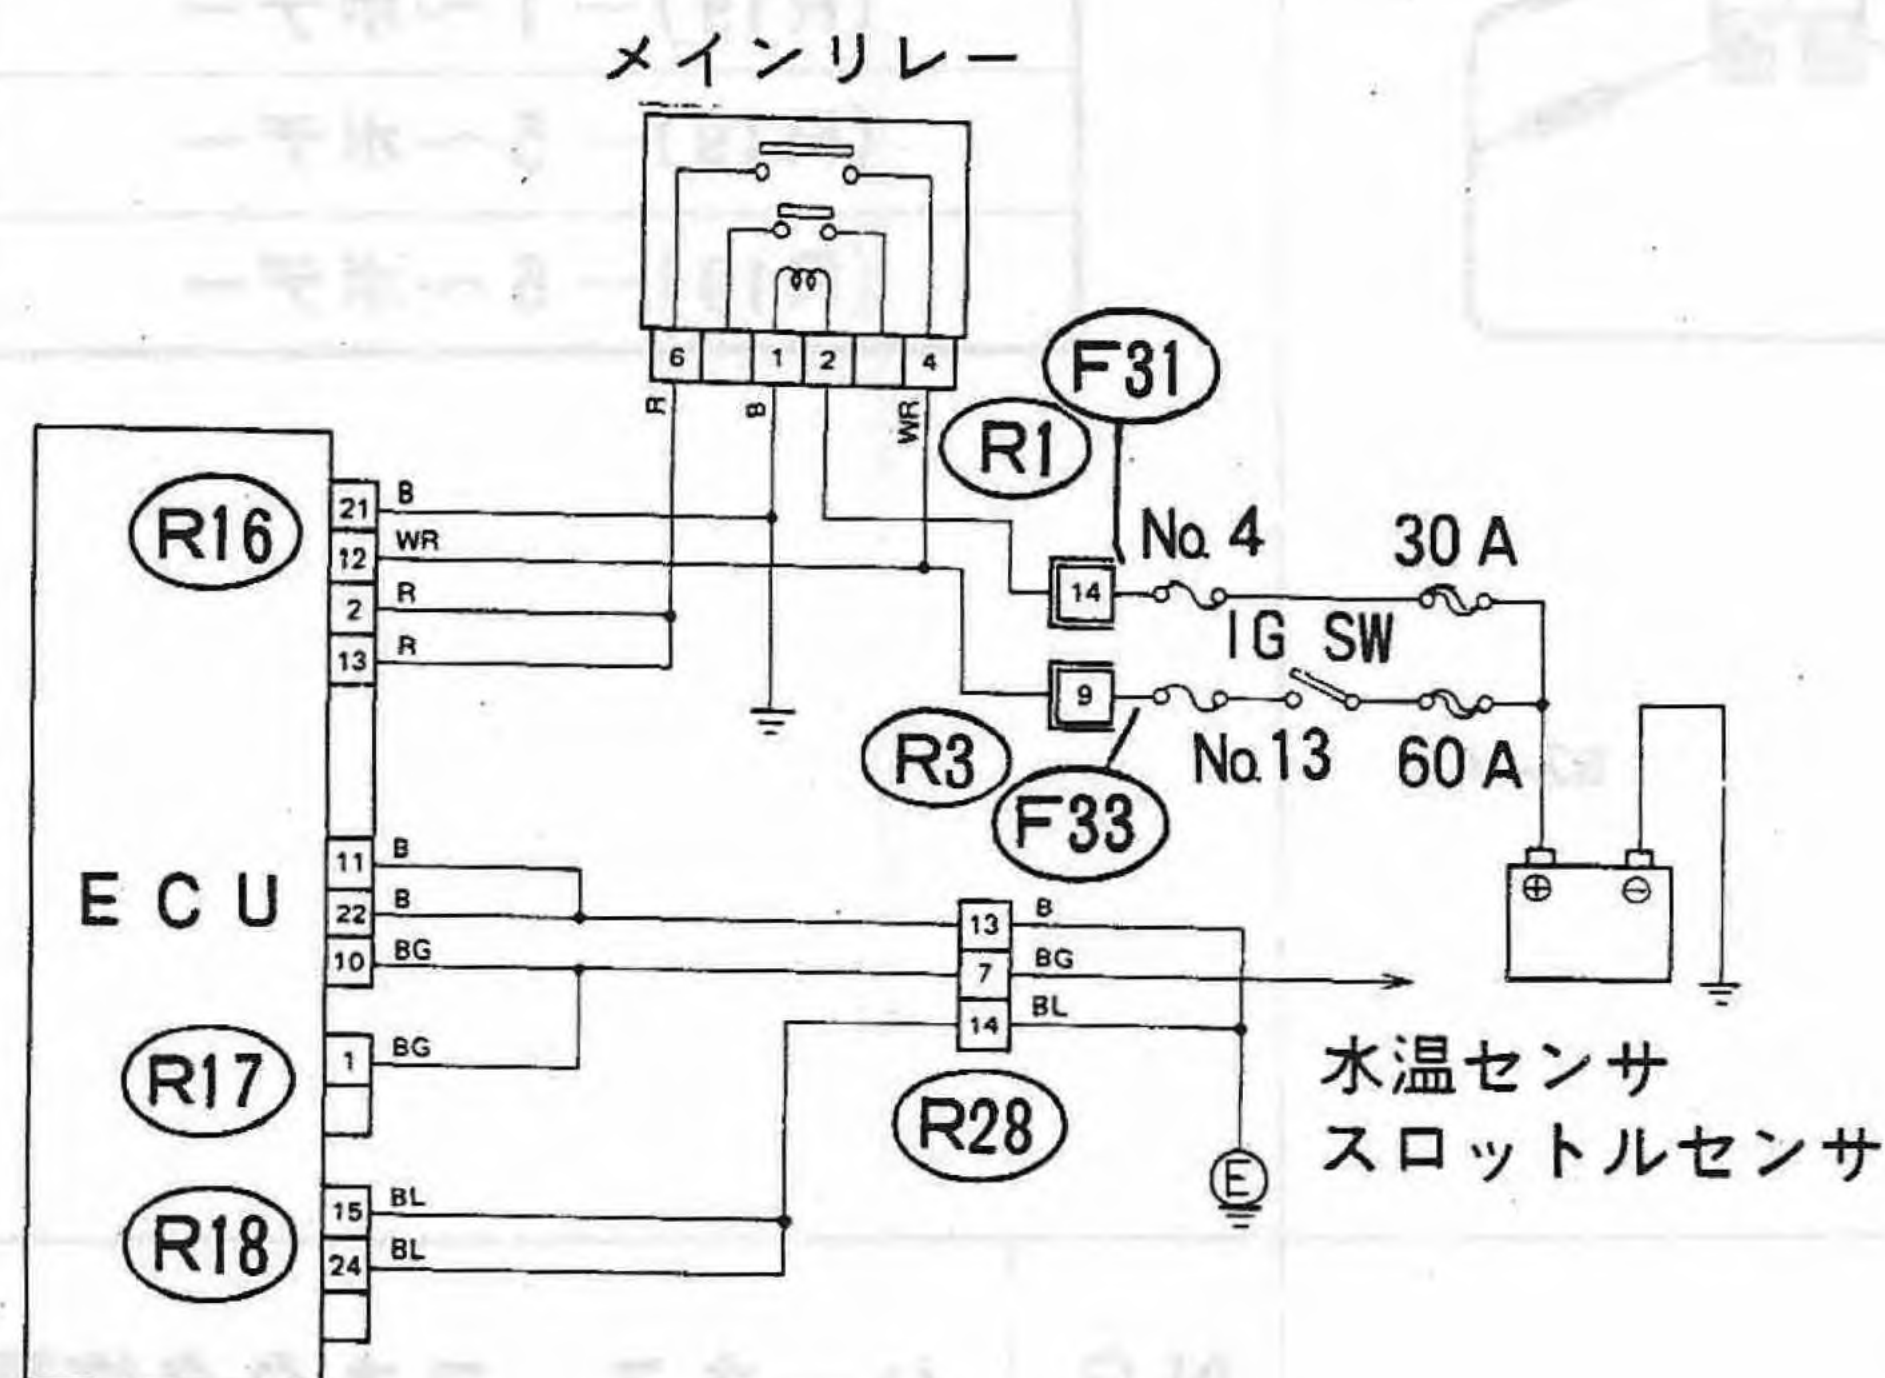 メインリレー
6 1 2 4
R B WR
F31
R1
R16
21 B
12 WR
2 R
13 R
No. 4 30 A
14
IG SW
9
R3
No. 13 60 A
F33
⊕ ⊖
ECU
11 B
22 B
10 BG
13 B
7 BG
14 BL
R17
1 BG
R28
水温センサ
スロットルセンサ
E
R18
15 BL
24 BL